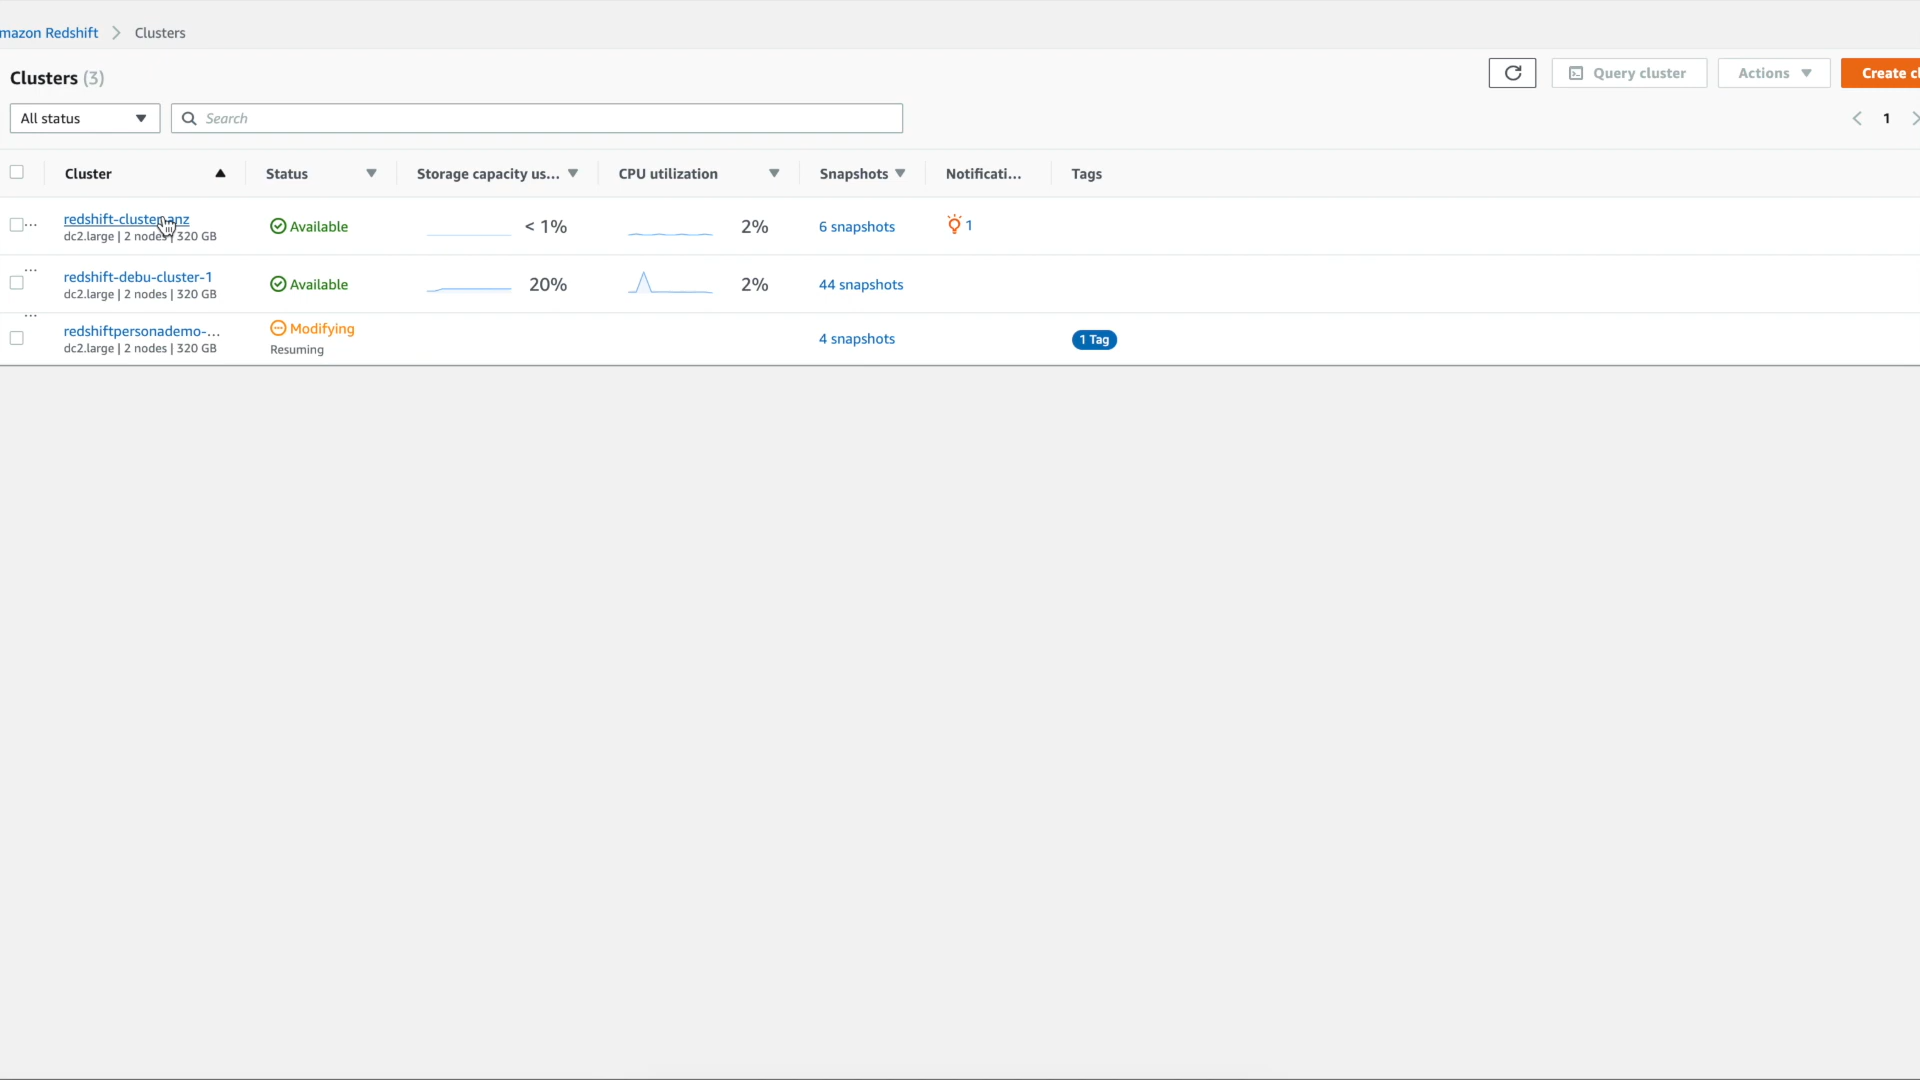 mazon Redshift > Clusters
Clusters (3)
Query cluster
Actions
Create cl
All status
Search
1
Cluster
Status
Storage capacity us...
CPU utilization
Snapshots
Notificati...
Tags
redshift-cluster-anz
Available
< 1%
2%
6 snapshots
1
dc2.large | 2 nodes | 320 GB
redshift-debu-cluster-1
Available
20%
2%
44 snapshots
dc2.large | 2 nodes | 320 GB
redshiftpersonademo-...
Modifying
4 snapshots
1 Tag
dc2.large | 2 nodes | 320 GB
Resuming